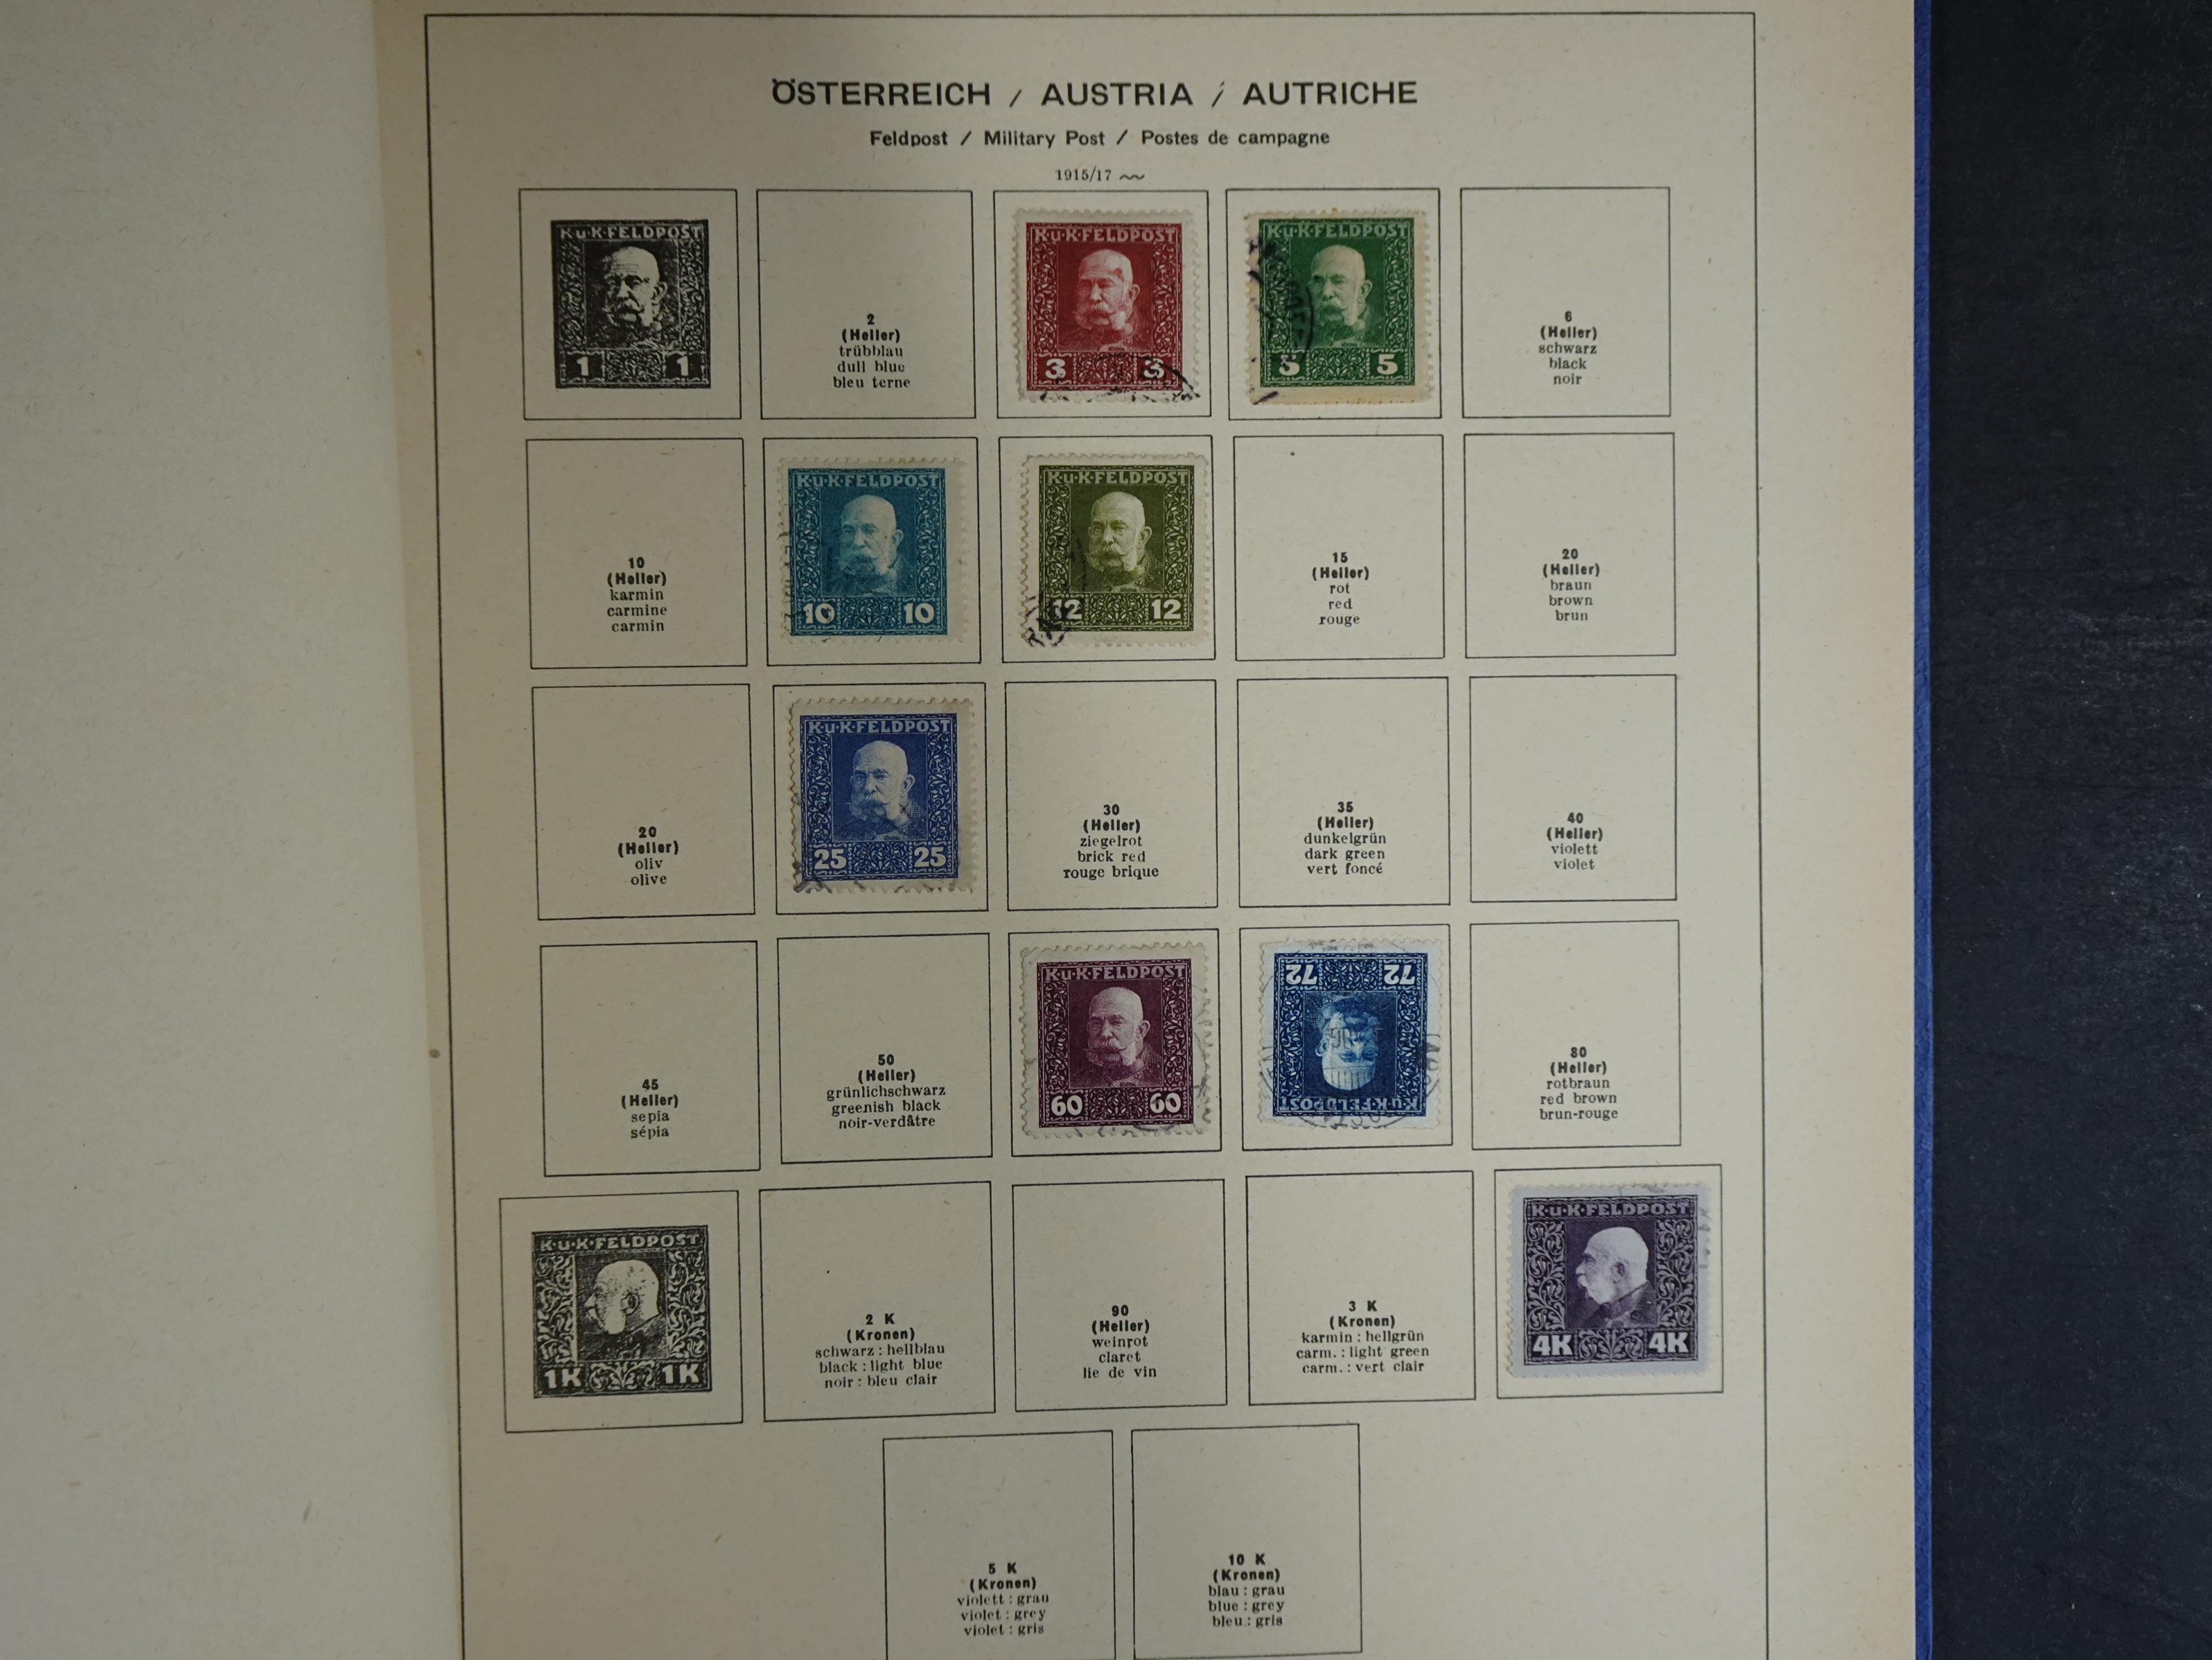 ÖSTERREICH / AUSTRIA / AUTRICHE
Feldpost / Military Post / Postes de campagne
1915/17
K.u.K.FELDPOST
1 1
2
(Heller)
trübblau
dull blue
bleu terne
K.u.K.FELDPOST
3 3
K.u.K.FELDPOST
5 5
6
(Heller)
schwarz
black
noir
10
(Heller)
karmin
carmine
carmin
K.u.K.FELDPOST
10 10
K.u.K.FELDPOST
12 12
15
(Heller)
rot
red
rouge
20
(Heller)
braun
brown
brun
20
(Heller)
oliv
olive
K.u.K.FELDPOST
25 25
30
(Heller)
ziegelrot
brick red
rouge brique
35
(Heller)
dunkelgrün
dark green
vert foncé
40
(Heller)
violett
violet
45
(Heller)
sepia
sépia
50
(Heller)
grünlichschwarz
greenish black
noir-verdâtre
K.u.K.FELDPOST
60 60
72 72
K.u.K.FELDPOST
80
(Heller)
rotbraun
red brown
brun-rouge
K.u.K.FELDPOST
1K 1K
2 K
(Kronen)
schwarz : hellblau
black : light blue
noir : bleu clair
90
(Heller)
weinrot
claret
lie de vin
3 K
(Kronen)
karmin : hellgrün
carm. : light green
carm. : vert clair
K.u.K.FELDPOST
4K 4K
5 K
(Kronen)
violett : grau
violet : grey
violet : gris
10 K
(Kronen)
blau : grau
blue : grey
bleu : gris